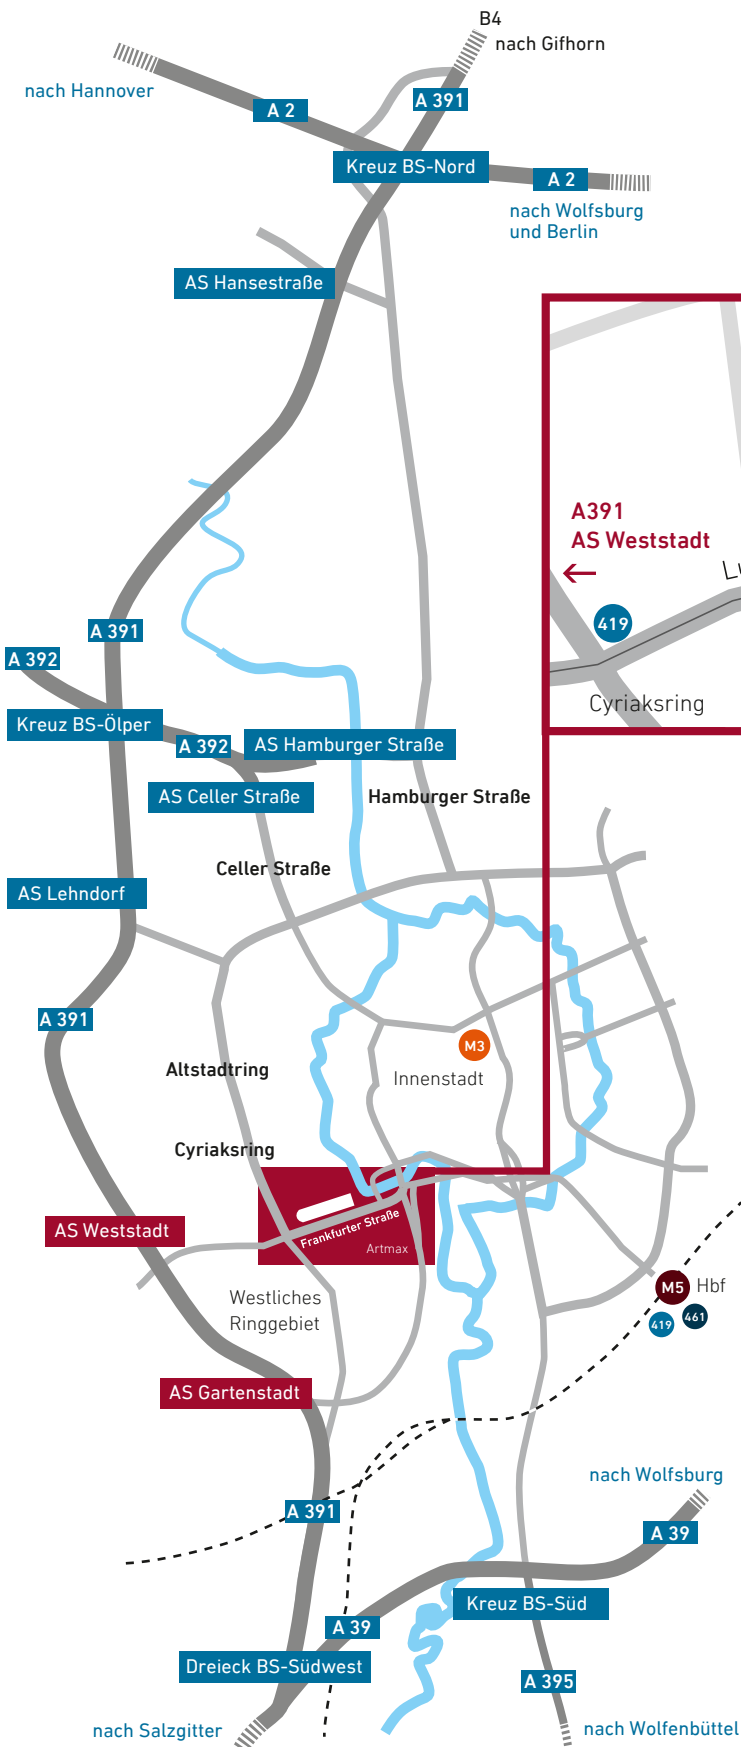 B4
nach Gifhorn
nach Hannover
A 2
A 391
Kreuz BS-Nord
A 2
nach Wolfsburg
und Berlin
AS Hansestraße
A391
AS Weststadt
←
419
Cyriaksring
A 391
A 392
Kreuz BS-Ölper
A 392
AS Hamburger Straße
AS Celler Straße
Hamburger Straße
Celler Straße
AS Lehndorf
A 391
M3
Innenstadt
Altstadtring
Cyriaksring
AS Weststadt
Frankfurter Straße
Artmax
Westliches
Ringgebiet
M5
Hbf
419
461
AS Gartenstadt
nach Wolfsburg
A 391
A 39
Kreuz BS-Süd
A 39
Dreieck BS-Südwest
A 395
nach Salzgitter
nach Wolfenbüttel